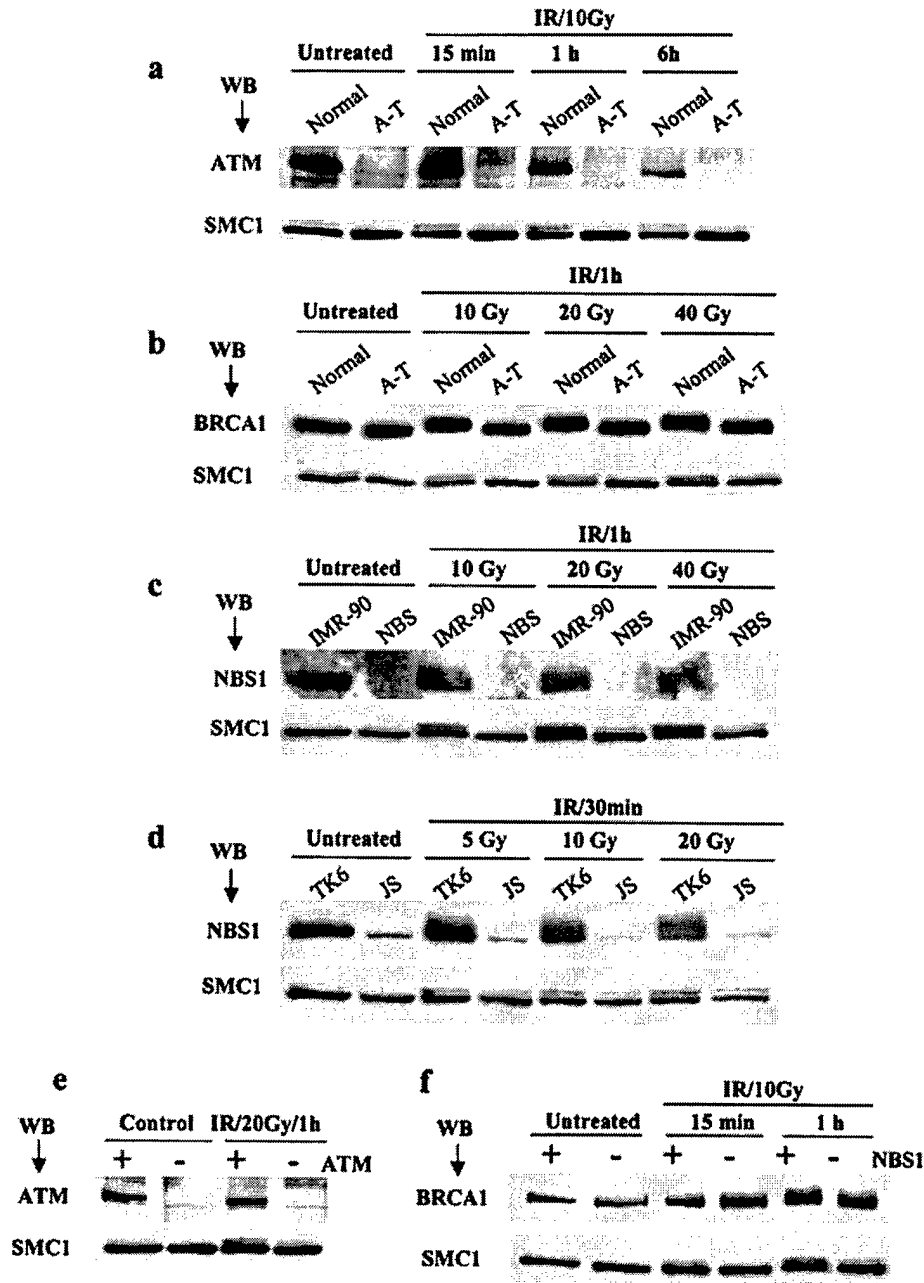 IR/10Gy
Untreated 15 min 1 h 6h
a
WB
Normal A-T Normal A-T Normal A-T Normal A-T
ATM
SMC1
IR/1h
Untreated 10 Gy 20 Gy 40 Gy
b
WB
Normal A-T Normal A-T Normal A-T Normal A-T
BRCA1
SMC1
IR/1h
Untreated 10 Gy 20 Gy 40 Gy
c
WB
IMR-90 NBS IMR-90 NBS IMR-90 NBS IMR-90 NBS
NBS1
SMC1
IR/30min
Untreated 5 Gy 10 Gy 20 Gy
d
WB
TK6 JS TK6 JS TK6 JS TK6 JS
NBS1
SMC1
e
WB
Control IR/20Gy/1h
+ - + - ATM
ATM
SMC1
f
IR/10Gy
WB
Untreated 15 min 1 h
+ - + - + - NBS1
BRCA1
SMC1